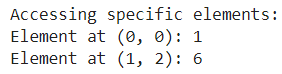 Accessing specific elements:
Element at (0, 0): 1
Element at (1, 2): 6